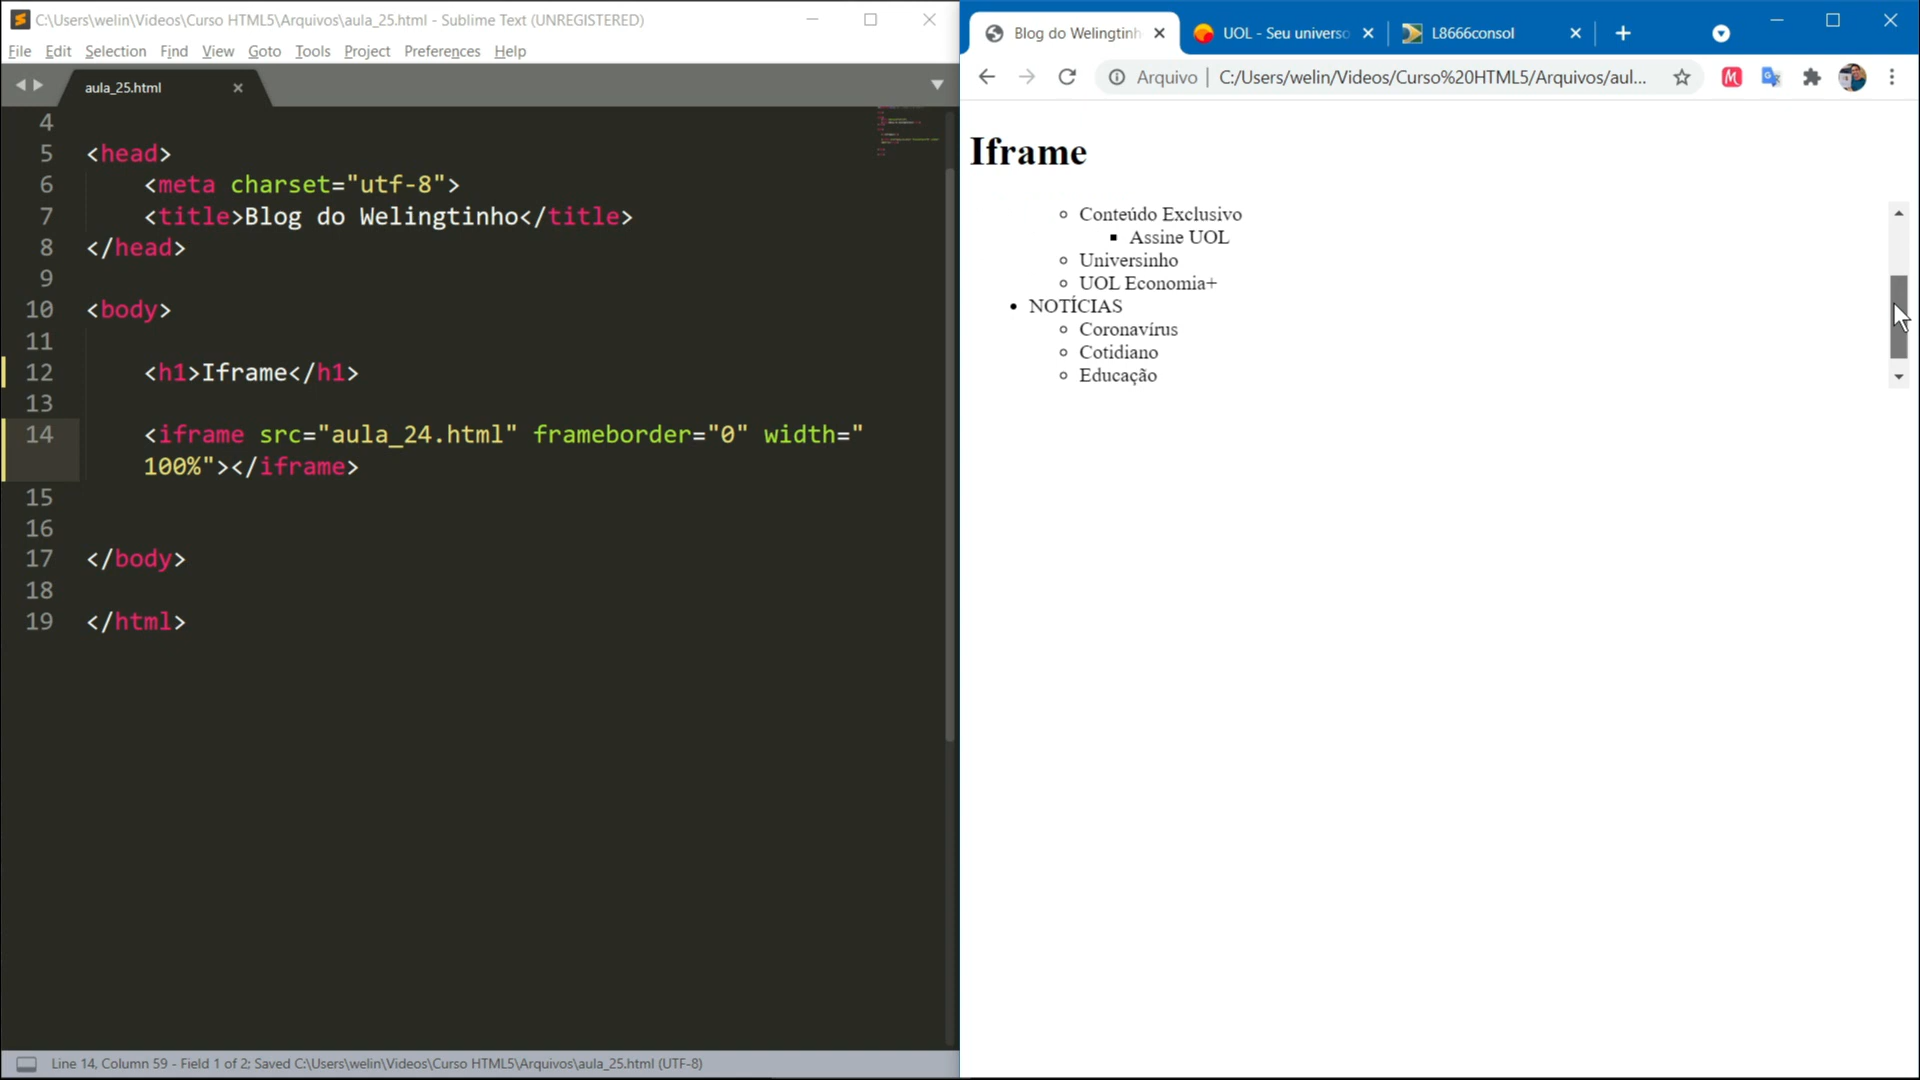 C:\Users\welin\Videos\Curso HTML5\Arquivos\aula_25.html - Sublime Text (UNREGISTERED)
File Edit Selection Find View Goto Tools Project Preferences Help
aula_25.html
4
5 <head>
6 <meta charset="utf-8">
7 <title>Blog do Welingtinho</title>
8 </head>
9
10 <body>
11
12 <h1>Iframe</h1>
13
14 <iframe src="aula_24.html" frameborder="0" width="
100%"></iframe>
15
16
17 </body>
18
19 </html>
Line 14, Column 59 - Field 1 of 2; Saved C:\Users\welin\Videos\Curso HTML5\Arquivos\aula_25.html (UTF-8)
Blog do Welingtinh
UOL - Seu universo
L8666consol
Arquivo | C:/Users/welin/Videos/Curso%20HTML5/Arquivos/aul...
Iframe
Conteúdo Exclusivo
Assine UOL
Universinho
UOL Economia+
NOTÍCIAS
Coronavírus
Cotidiano
Educação